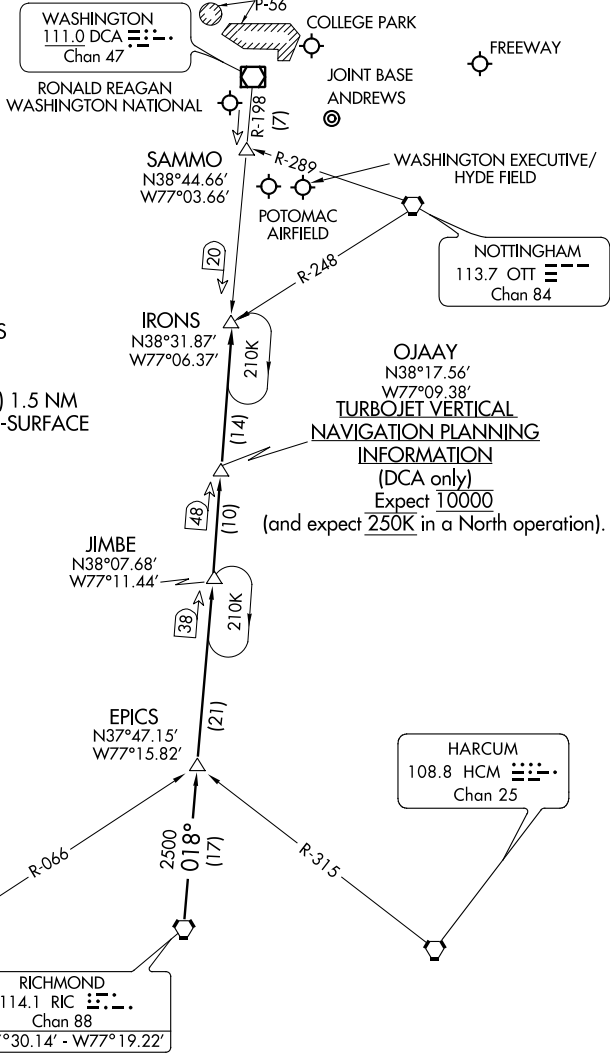 P-56
WASHINGTON
111.0 DCA
Chan 47
COLLEGE PARK
FREEWAY
RONALD REAGAN
WASHINGTON NATIONAL
JOINT BASE
ANDREWS
R-198
(7)
SAMMO
N38°44.66'
W77°03.66'
R-289
WASHINGTON EXECUTIVE/
HYDE FIELD
POTOMAC
AIRFIELD
NOTTINGHAM
113.7 OTT
Chan 84
20
R-248
IRONS
N38°31.87'
W77°06.37'
210K
S
) 1.5 NM
-SURFACE
OJAAY
N38°17.56'
W77°09.38'
TURBOJET VERTICAL
NAVIGATION PLANNING
INFORMATION
(DCA only)
Expect 10000
(and expect 250K in a North operation).
(14)
48
(10)
JIMBE
N38°07.68'
W77°11.44'
38
210K
(21)
EPICS
N37°47.15'
W77°15.82'
HARCUM
108.8 HCM
Chan 25
R-066
2500
018°
(17)
R-315
RICHMOND
114.1 RIC
Chan 88
7°30.14' - W77°19.22'